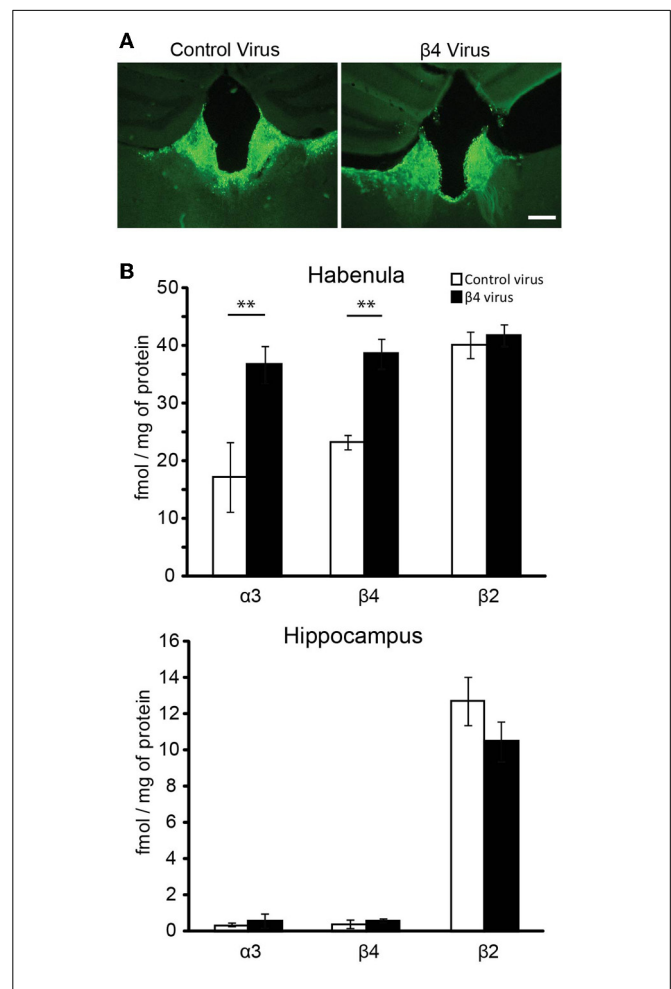 A
Control Virus
β4 Virus
B
Habenula
Control virus
β4 virus
fmol / mg of protein
50
40
30
20
10
0
**
**
α3
β4
β2
Hippocampus
fmol / mg of protein
16
14
12
10
8
6
4
2
0
α3
β4
β2